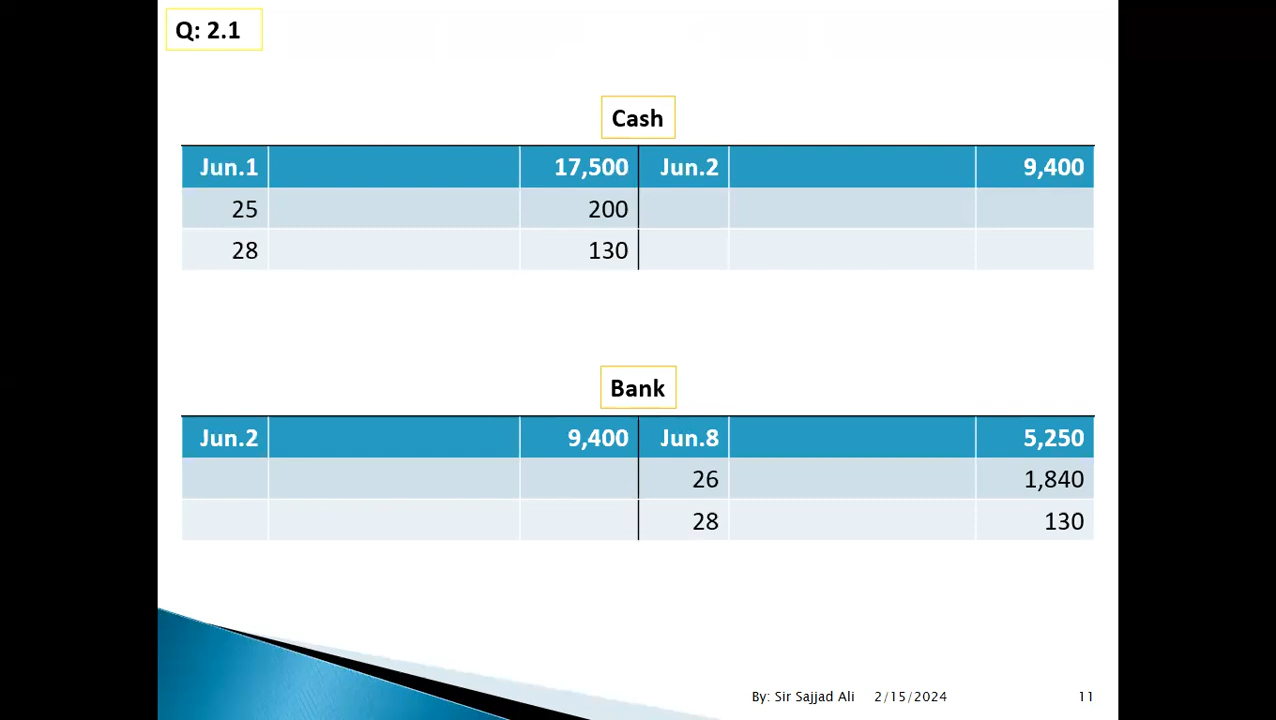 Q: 2.1
Cash
Jun.1 17,500 Jun.2 9,400
25 200
28 130
Bank
Jun.2 9,400 Jun.8 5,250
26 1,840
28 130
By: Sir Sajjad Ali 2/15/2024 11